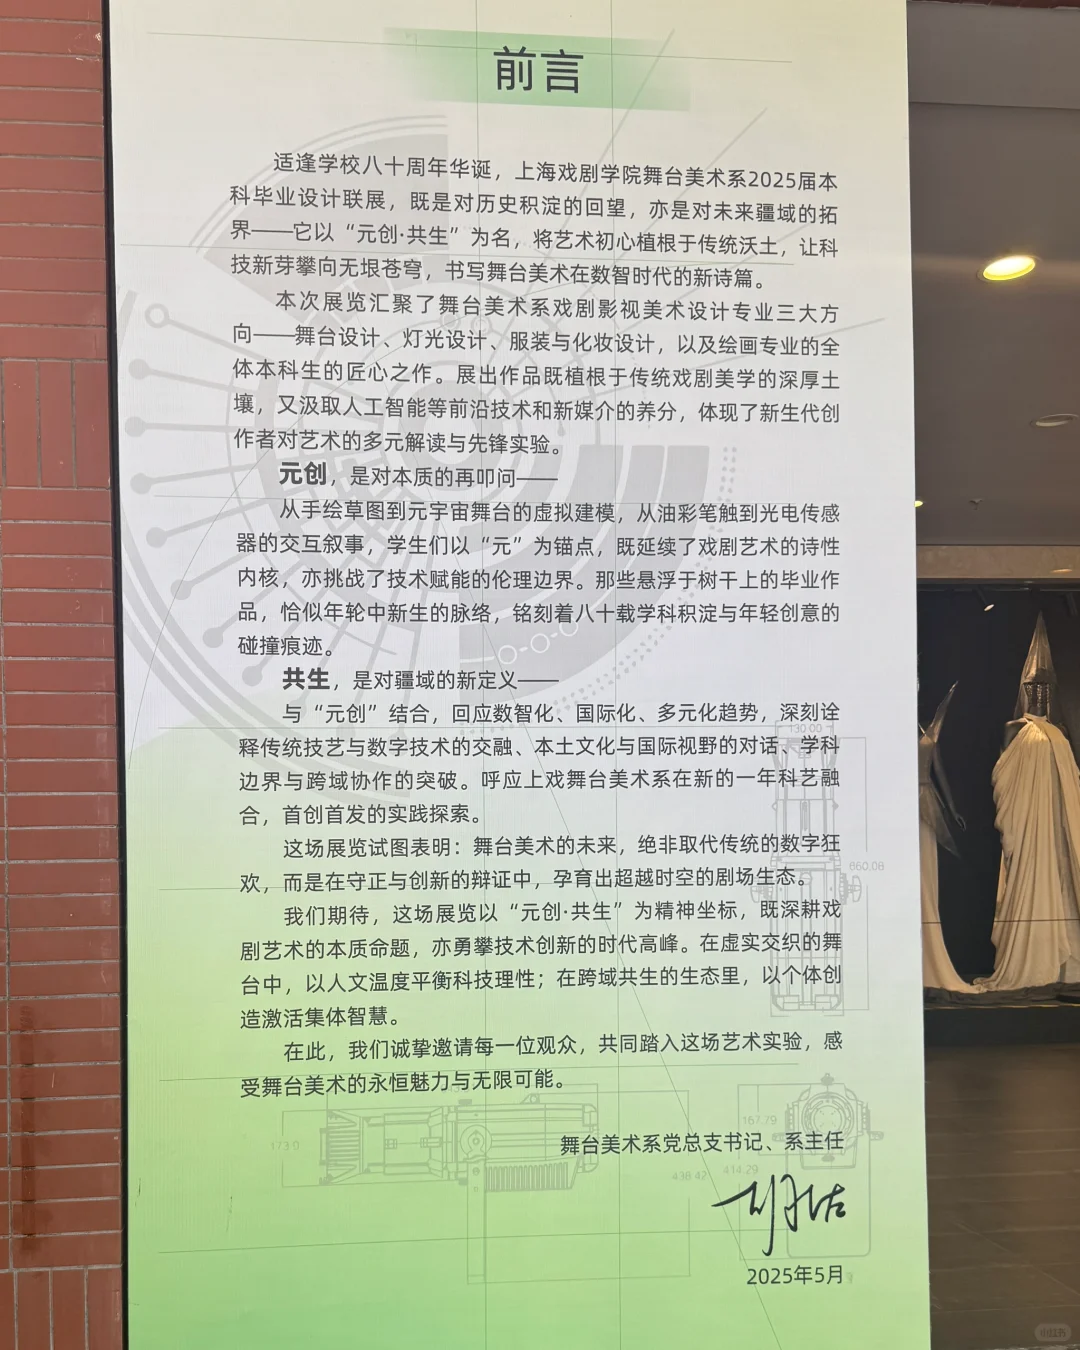 前言
适逢学校八十周年华诞，上海戏剧学院舞台美术系2025届本
科毕业设计联展，既是对历史积淀的回望，亦是对未来疆域的拓
界——它以“元创·共生”为名，将艺术初心植根于传统沃土，让科
技新芽攀向无垠苍穹，书写舞台美术在数智时代的新诗篇。
本次展览汇聚了舞台美术系戏剧影视美术设计专业三大方
向——舞台设计、灯光设计、服装与化妆设计，以及绘画专业的全
体本科生的匠心之作。展出作品既植根于传统戏剧美学的深厚土
壤，又汲取人工智能等前沿技术和新媒介的养分，体现了新生代创
作者对艺术的多元解读与先锋实验。
元创，是对本质的再叩问——
从手绘草图到元宇宙舞台的虚拟建模，从油彩笔触到光电传感
器的交互叙事，学生们以“元”为锚点，既延续了戏剧艺术的诗性
内核，亦挑战了技术赋能的伦理边界。那些悬浮于树干上的毕业作
品，恰似年轮中新生的脉络，铭刻着八十载学科积淀与年轻创意的
碰撞痕迹。
共生，是对疆域的新定义——
与“元创”结合，回应数智化、国际化、多元化趋势，深刻诠
释传统技艺与数字技术的交融、本土文化与国际视野的对话、学科
边界与跨域协作的突破。呼应上戏舞台美术系在新的一年科艺融
合，首创首发的实践探索。
这场展览试图表明：舞台美术的未来，绝非取代传统的数字狂
欢，而是在守正与创新的辩证中，孕育出超越时空的剧场生态。
我们期待，这场展览以“元创·共生”为精神坐标，既深耕戏
剧艺术的本质命题，亦勇攀技术创新的时代高峰。在虚实交织的舞
台中，以人文温度平衡科技理性；在跨域共生的生态里，以个体创
造激活集体智慧。
在此，我们诚挚邀请每一位观众，共同踏入这场艺术实验，感
受舞台美术的永恒魅力与无限可能。
舞台美术系党总支书记、系主任
2025年5月
130.00
660.08
173.0
167.79
438.42
414.29
小红书